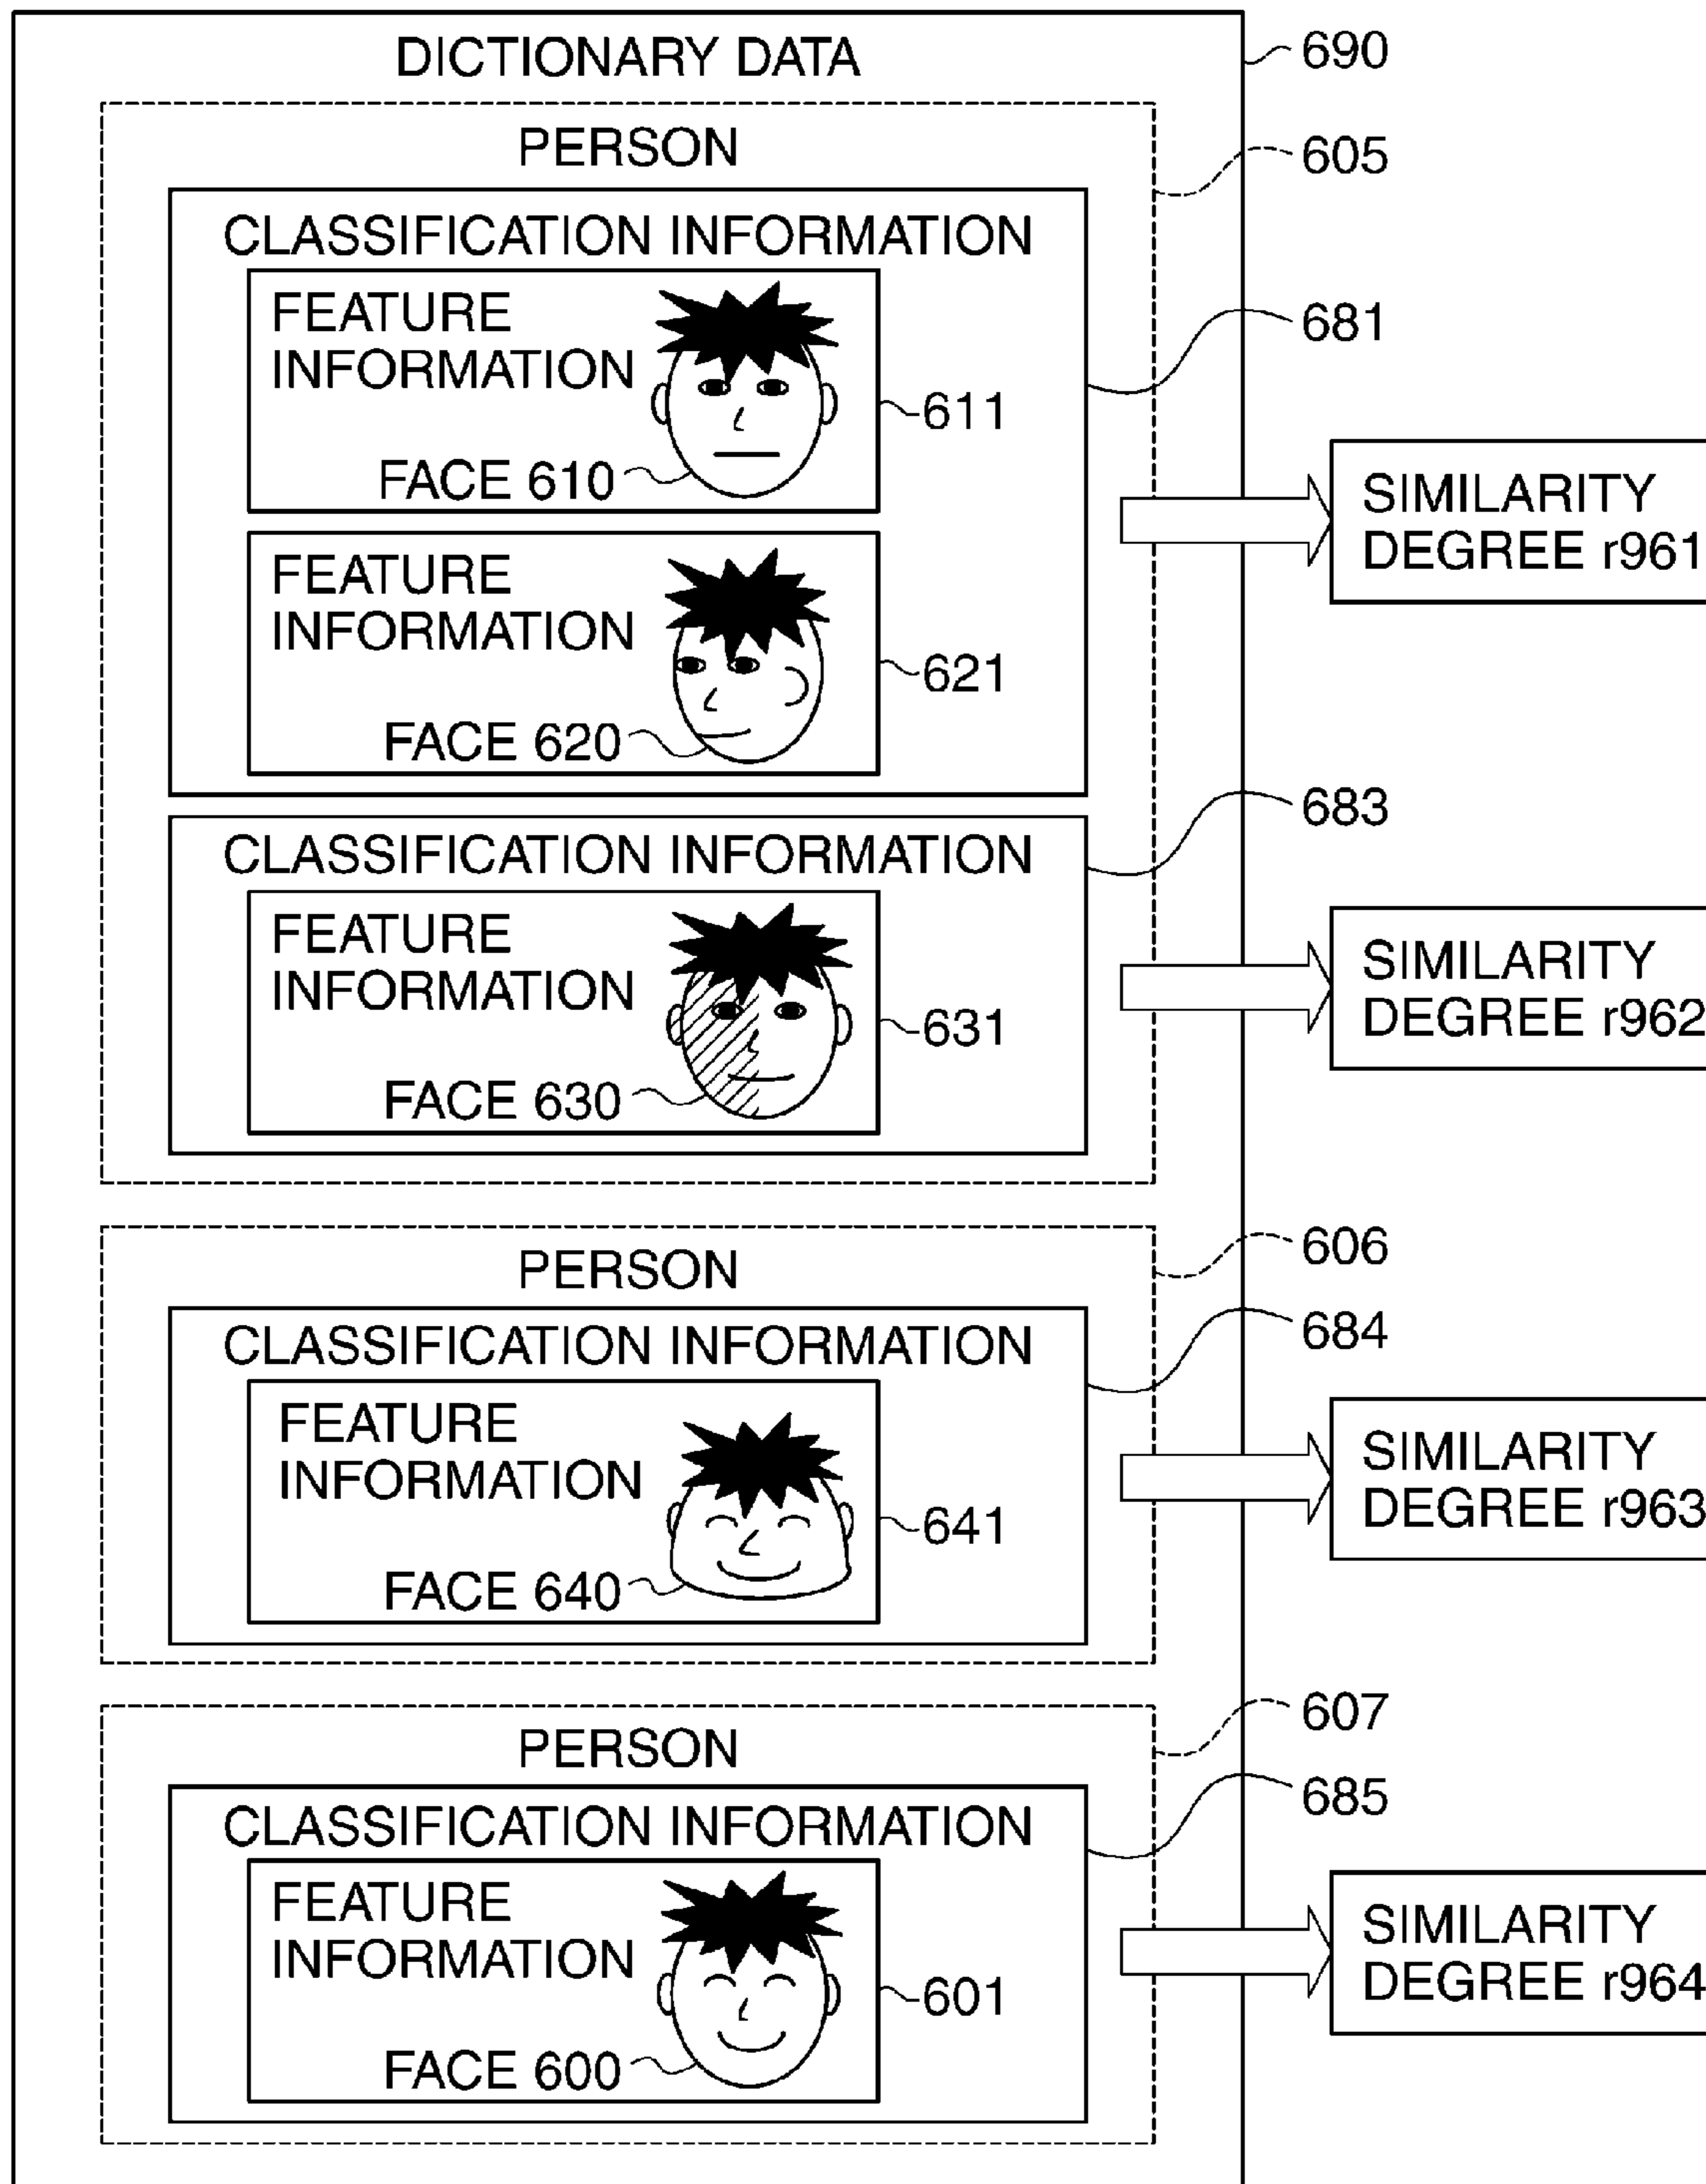 DICTIONARY DATA
690
PERSON
605
CLASSIFICATION INFORMATION
681
FEATURE
INFORMATION
611
FACE 610
SIMILARITY
DEGREE r961
FEATURE
INFORMATION
621
FACE 620
683
CLASSIFICATION INFORMATION
FEATURE
INFORMATION
631
FACE 630
SIMILARITY
DEGREE r962
606
PERSON
684
CLASSIFICATION INFORMATION
FEATURE
INFORMATION
641
FACE 640
SIMILARITY
DEGREE r963
607
PERSON
685
CLASSIFICATION INFORMATION
FEATURE
INFORMATION
601
FACE 600
SIMILARITY
DEGREE r964